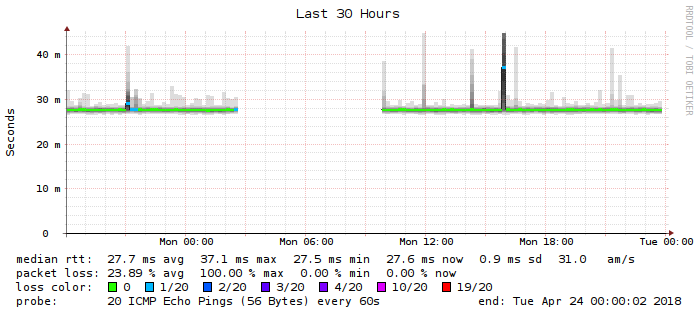 Last 30 Hours
RRDTOOL / TOBI OETIKER
Seconds
40 m
30 m
20 m
10 m
0
Mon 00:00 Mon 06:00 Mon 12:00 Mon 18:00 Tue 00:00
median rtt: 27.7 ms avg 37.1 ms max 27.5 ms min 27.6 ms now 0.9 ms sd 31.0 am/s
packet loss: 23.89 % avg 100.00 % max 0.00 % min 0.00 % now
loss color: 0 1/20 2/20 3/20 4/20 10/20 19/20
probe: 20 ICMP Echo Pings (56 Bytes) every 60s end: Tue Apr 24 00:00:02 2018